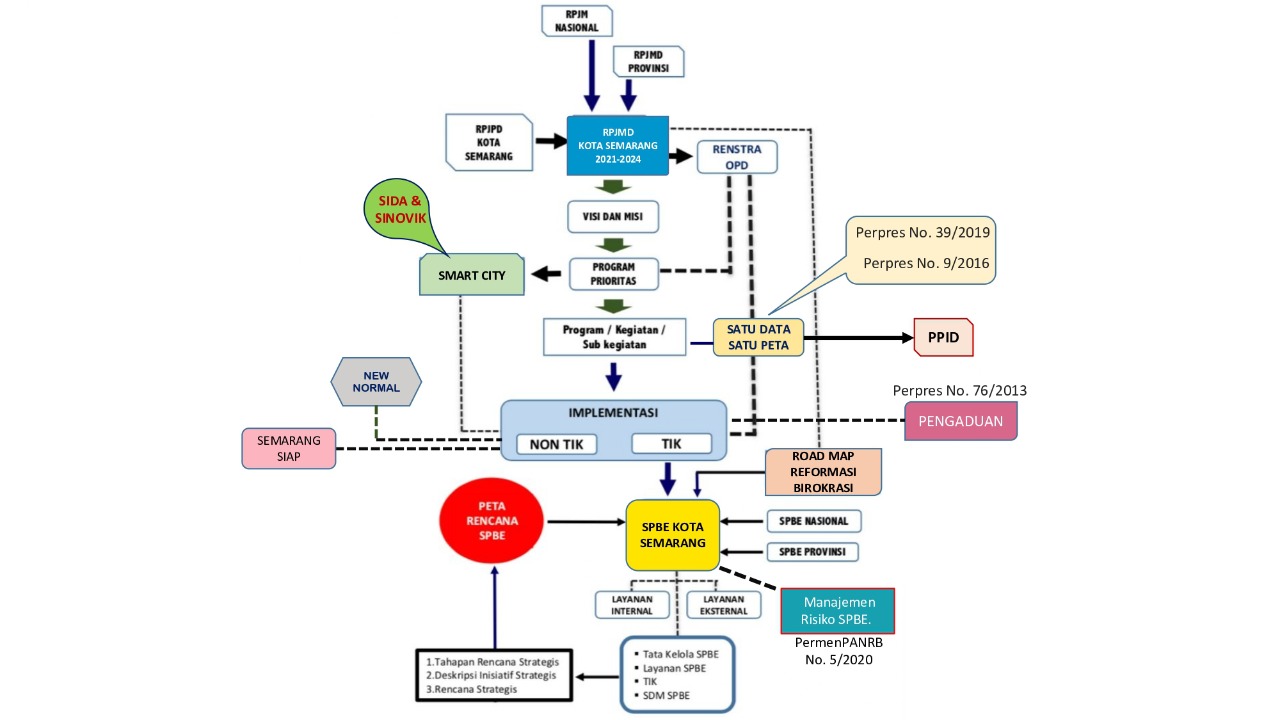 RPJM
NASIONAL
RPJMD
PROVINSI
RPJPD
KOTA
SEMARANG
RPJMD
KOTA SEMARANG
2021-2024
RENSTRA
OPD
SIDA &
SINOVIK
VISI DAN MISI
Perpres No. 39/2019
Perpres No. 9/2016
SMART CITY
PROGRAM
PRIORITAS
Program / Kegiatan /
Sub kegiatan
SATU DATA
SATU PETA
PPID
NEW
NORMAL
Perpres No. 76/2013
PENGADUAN
IMPLEMENTASI
NON TIK
TIK
SEMARANG
SIAP
ROAD MAP
REFORMASI
BIROKRASI
PETA
RENCANA
SPBE
SPBE KOTA
SEMARANG
SPBE NASIONAL
SPBE PROVINSI
LAYANAN
INTERNAL
LAYANAN
EKSTERNAL
Manajemen
Risiko SPBE.
PermenPANRB
No. 5/2020
1.Tahapan Rencana Strategis
2.Deskripsi Inisiatif Strategis
3.Rencana Strategis
▪ Tata Kelola SPBE
▪ Layanan SPBE
▪ TIK
▪ SDM SPBE